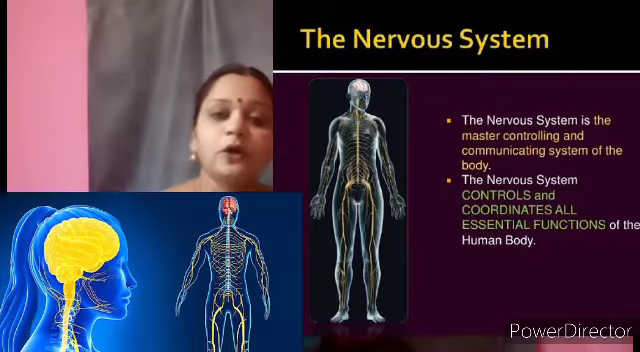 The Nervous System
▪ The Nervous System is the
master controlling and
communicating system of the
body.
▪ The Nervous System
CONTROLS and
COORDINATES ALL
ESSENTIAL FUNCTIONS of the
Human Body.
PowerDirector